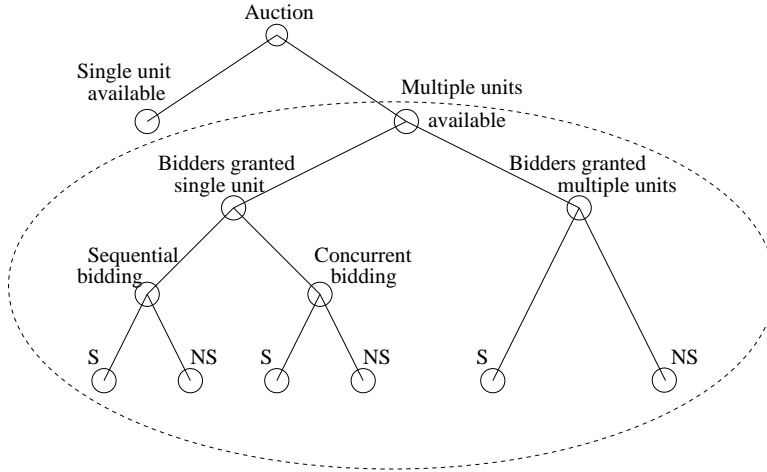 Auction
Single unit
available
Multiple units
available
Bidders granted
single unit
Bidders granted
multiple units
Sequential
bidding
Concurrent
bidding
S
NS
S
NS
S
NS